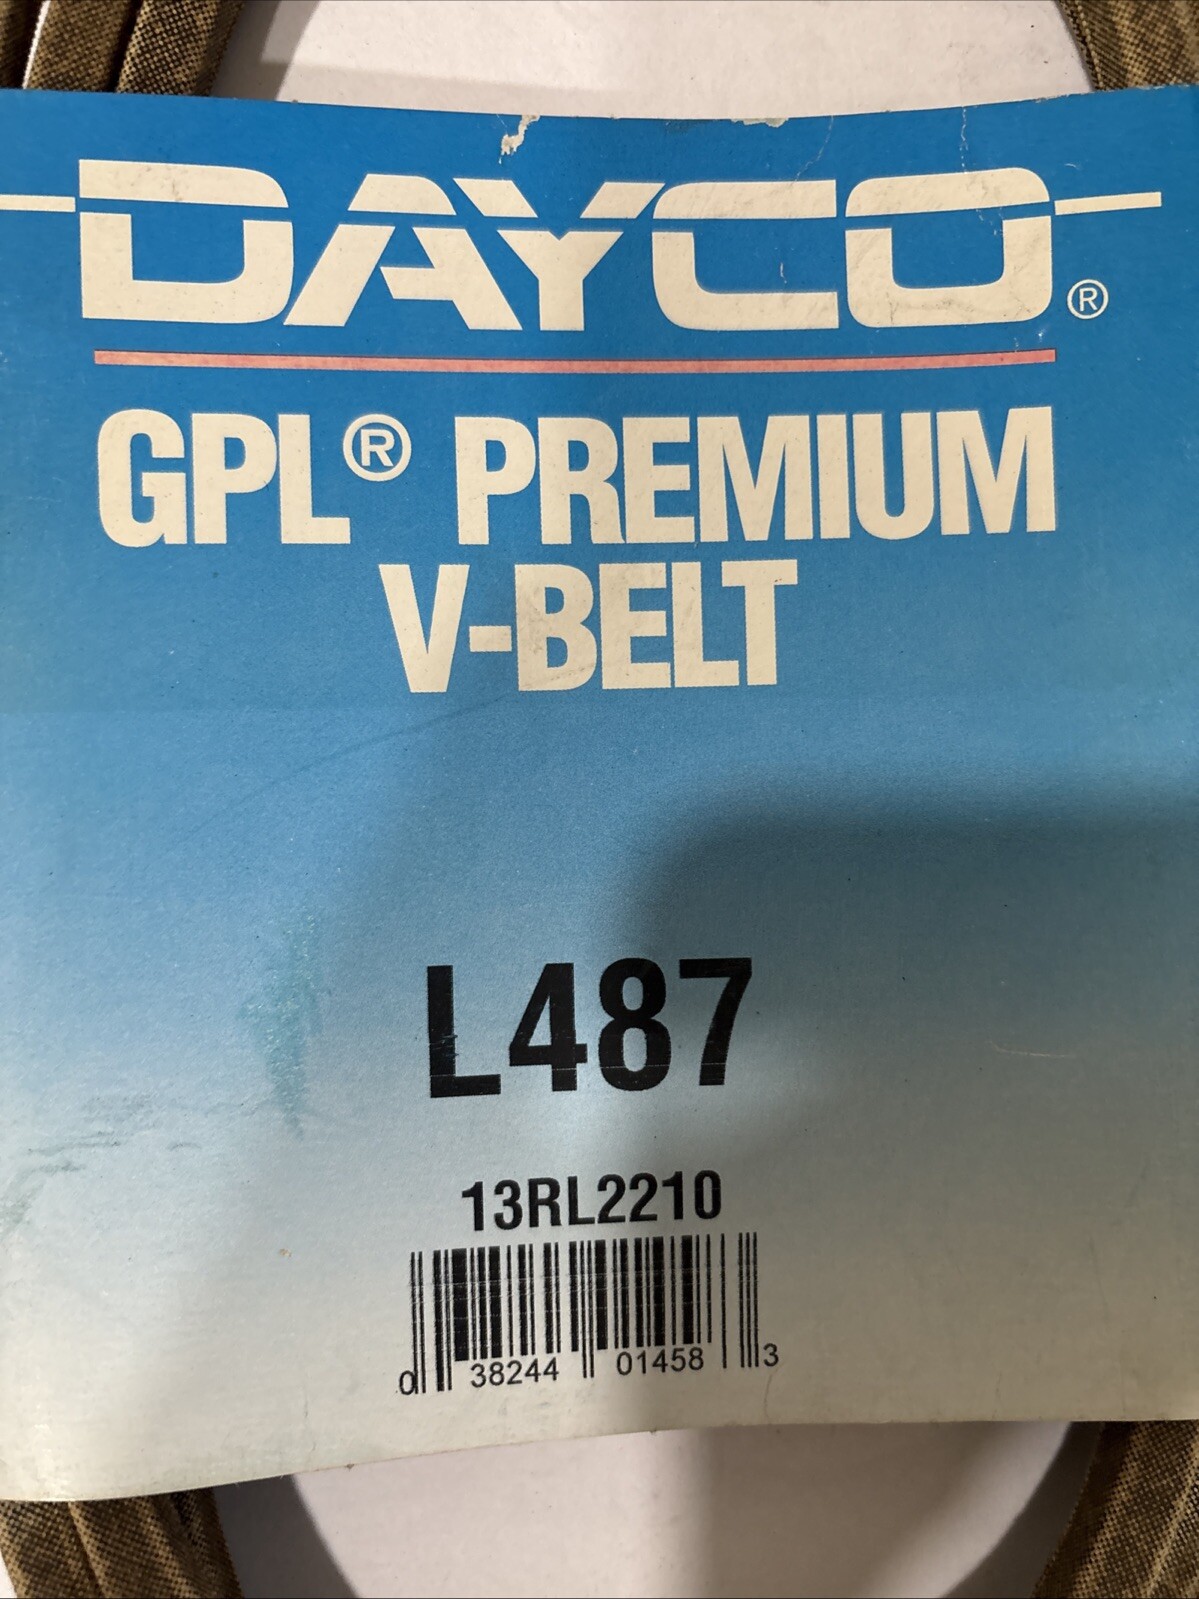 DAYCO®
GPL® PREMIUM
V-BELT
L487
13RL2210
0 38244 01458 3